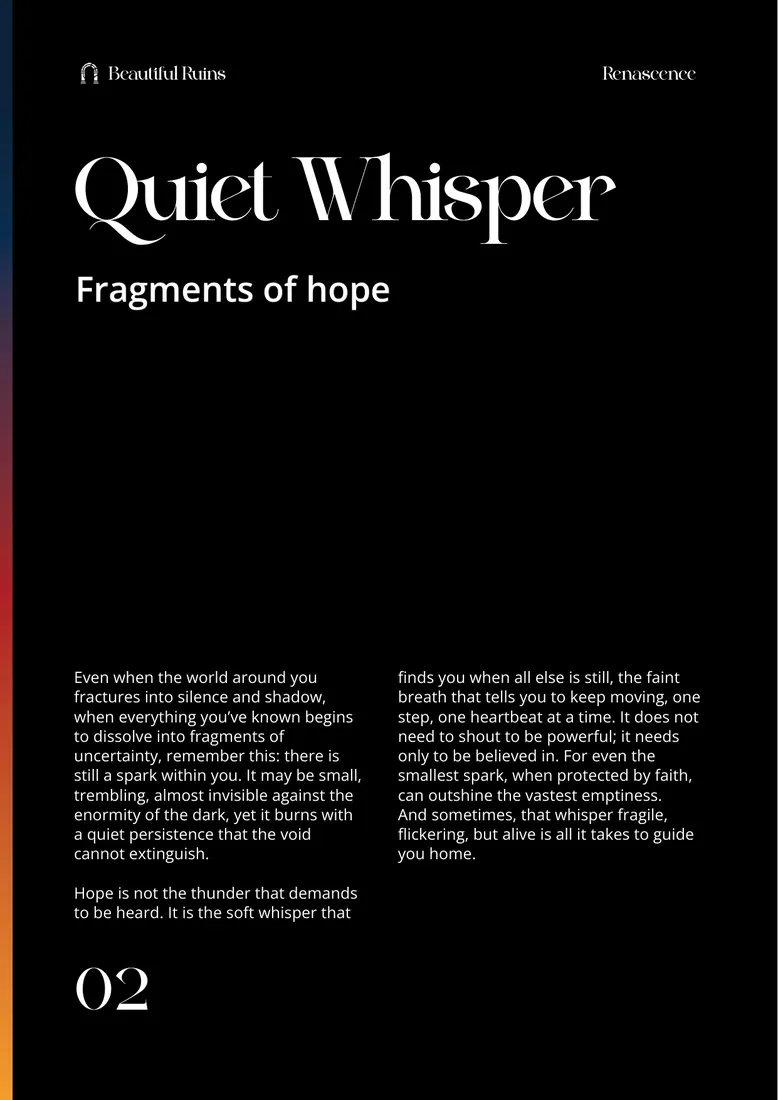 Beautiful Ruins
Renascence
Quiet Whisper
Fragments of hope
Even when the world around you
fractures into silence and shadow,
when everything you’ve known begins
to dissolve into fragments of
uncertainty, remember this: there is
still a spark within you. It may be small,
trembling, almost invisible against the
enormity of the dark, yet it burns with
a quiet persistence that the void
cannot extinguish.
Hope is not the thunder that demands
to be heard. It is the soft whisper that
finds you when all else is still, the faint
breath that tells you to keep moving, one
step, one heartbeat at a time. It does not
need to shout to be powerful; it needs
only to be believed in. For even the
smallest spark, when protected by faith,
can outshine the vastest emptiness.
And sometimes, that whisper fragile,
flickering, but alive is all it takes to guide
you home.
02